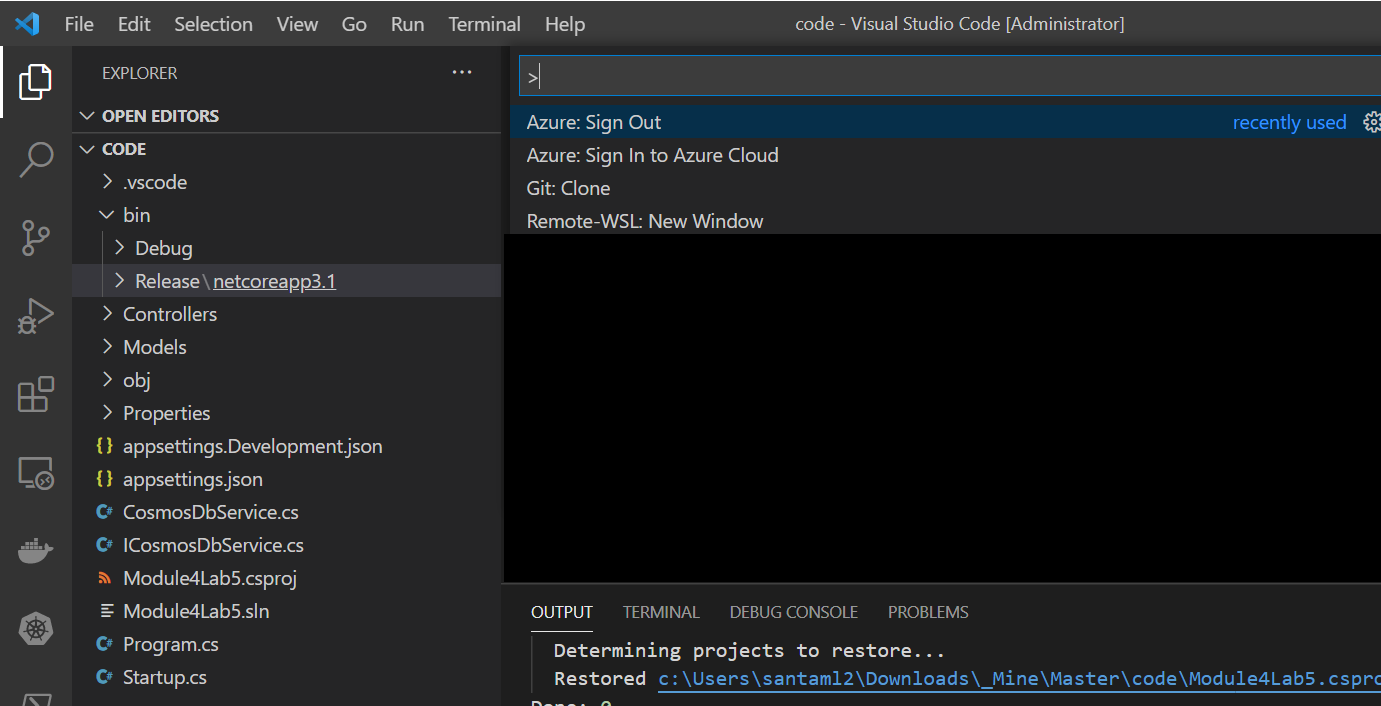 File Edit Selection View Go Run Terminal Help code - Visual Studio Code [Administrator]
EXPLORER ...
OPEN EDITORS
CODE
.vscode
bin
Debug
Release\netcoreapp3.1
Controllers
Models
obj
Properties
{} appsettings.Development.json
{} appsettings.json
C# CosmosDbService.cs
C# ICosmosDbService.cs
Module4Lab5.csproj
Module4Lab5.sln
C# Program.cs
C# Startup.cs
>
Azure: Sign Out recently used
Azure: Sign In to Azure Cloud
Git: Clone
Remote-WSL: New Window
OUTPUT TERMINAL DEBUG CONSOLE PROBLEMS
Determining projects to restore...
Restored c:\Users\santaml2\Downloads\_Mine\Master\code\Module4Lab5.cspro